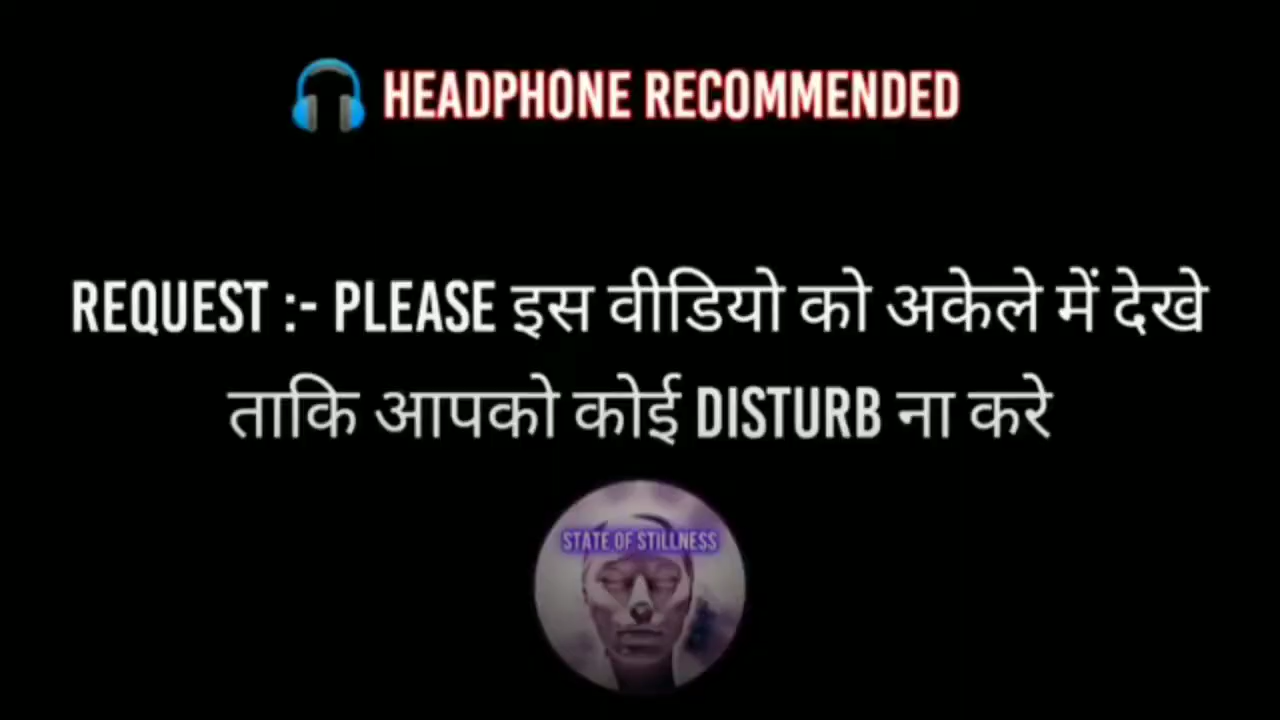 🎧 HEADPHONE RECOMMENDED
REQUEST :- PLEASE इस वीडियो को अकेले में देखे
ताकि आपको कोई DISTURB ना करे
STATE OF STILLNESS